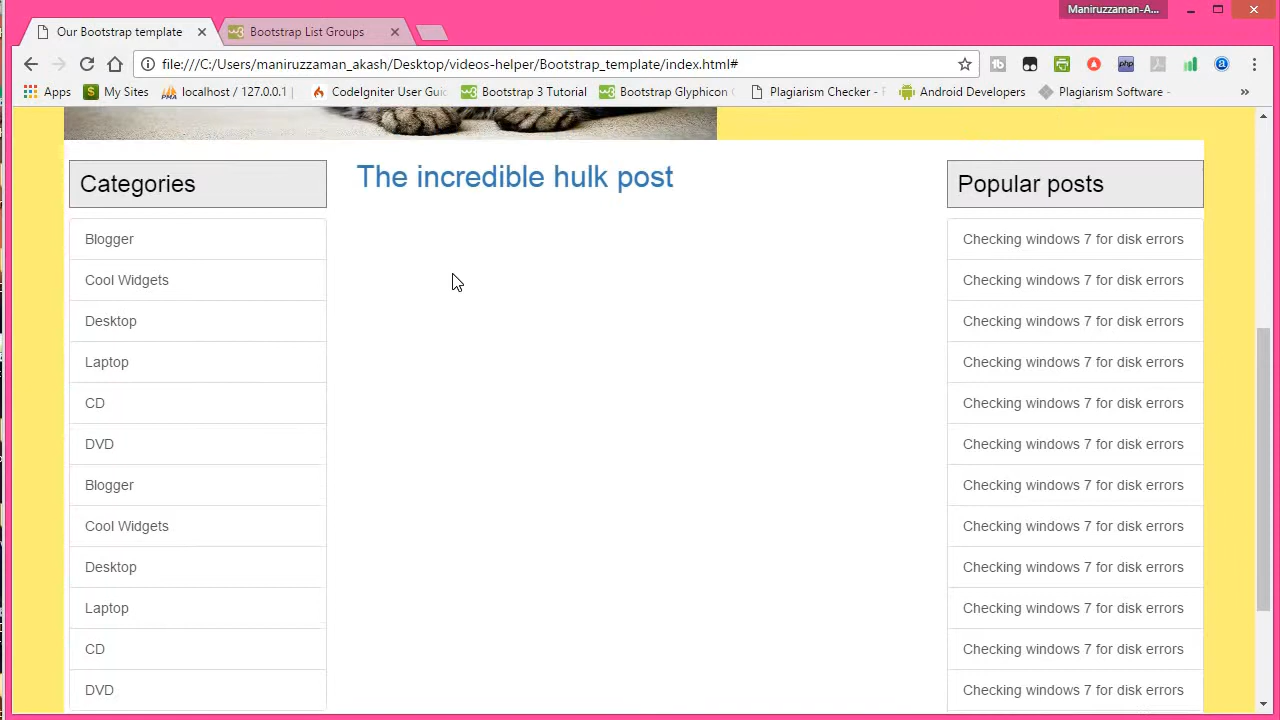 Maniruzzaman-A...
Our Bootstrap template
Bootstrap List Groups
file:///C:/Users/maniruzzaman_akash/Desktop/videos-helper/Bootstrap_template/index.html#
Apps
My Sites
localhost / 127.0.0.1 |
CodeIgniter User Guid
Bootstrap 3 Tutorial
Bootstrap Glyphicon
Plagiarism Checker -
Android Developer
Plagiarism Software -
»
Categories
Blogger
Cool Widgets
Desktop
Laptop
CD
DVD
Blogger
Cool Widgets
Desktop
Laptop
CD
DVD
The incredible hulk post
Popular posts
Checking windows 7 for disk errors
Checking windows 7 for disk errors
Checking windows 7 for disk errors
Checking windows 7 for disk errors
Checking windows 7 for disk errors
Checking windows 7 for disk errors
Checking windows 7 for disk errors
Checking windows 7 for disk errors
Checking windows 7 for disk errors
Checking windows 7 for disk errors
Checking windows 7 for disk errors
Checking windows 7 for disk errors